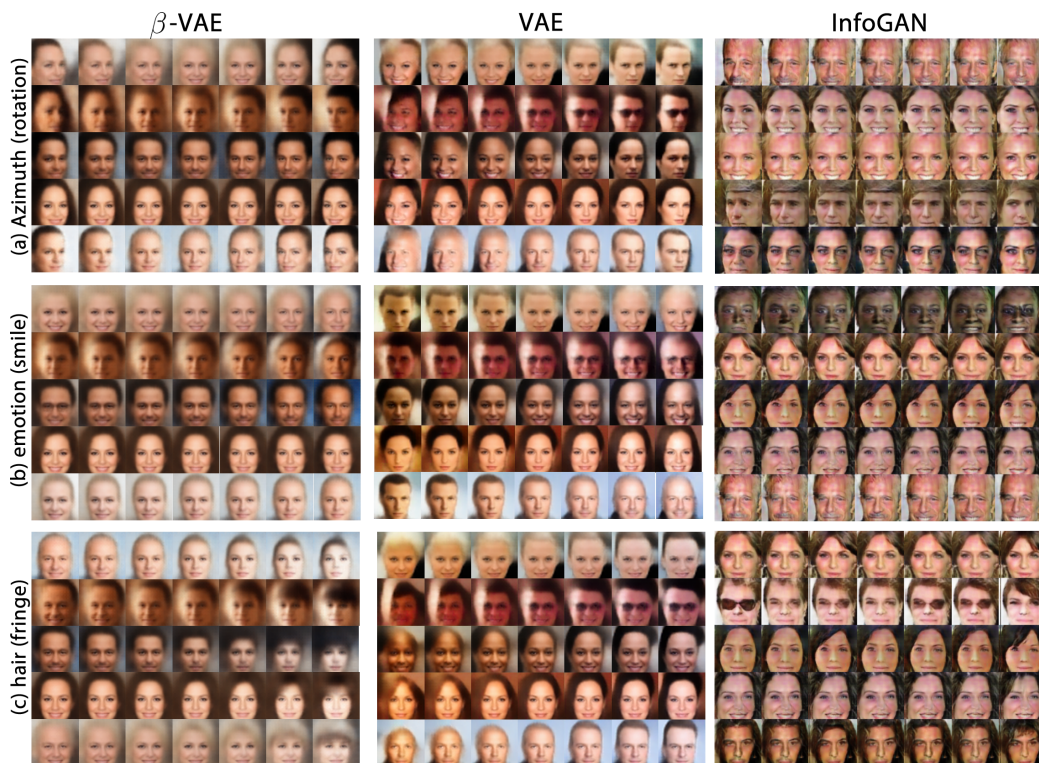 β-VAE VAE InfoGAN
(a) Azimuth (rotation)
(b) emotion (smile)
(c) hair (fringe)